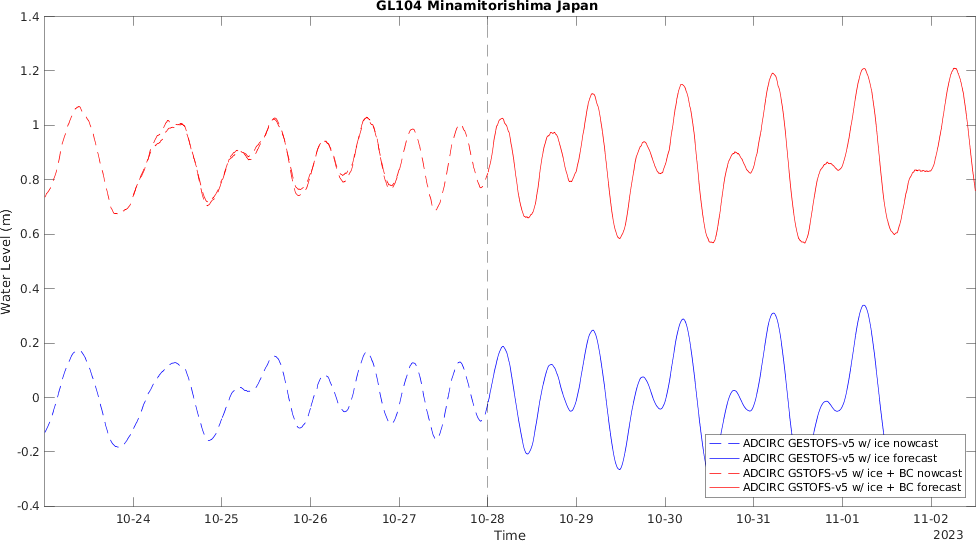 GL104 Minamitorishima Japan
1.4
1.2
1
0.8
0.6
0.4
0.2
0
-0.2
-0.4
Water Level (m)
ADCIRC GESTOFS-v5 w/ ice nowcast
ADCIRC GESTOFS-v5 w/ ice forecast
ADCIRC GSTOFS-v5 w/ ice + BC nowcast
ADCIRC GSTOFS-v5 w/ ice + BC forecast
10-24 10-25 10-26 10-27 10-28 10-29 10-30 10-31 11-01 11-02
Time
2023